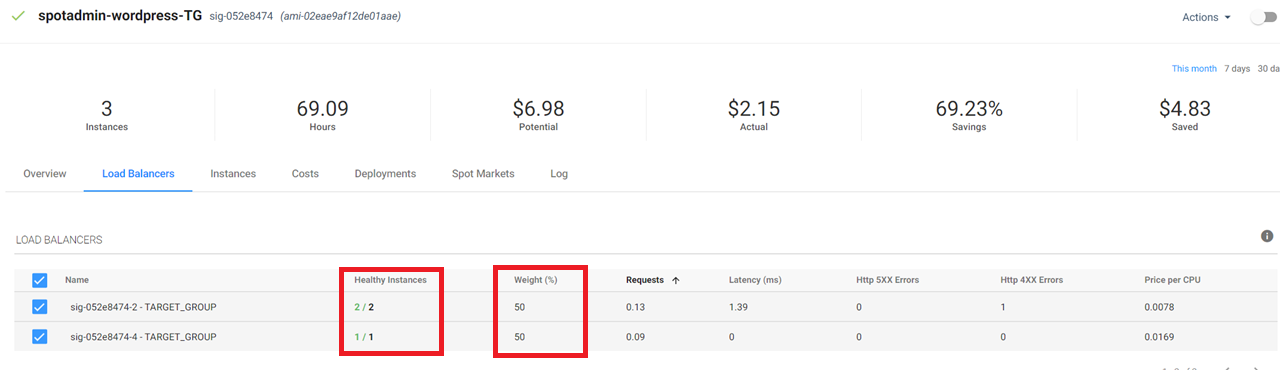 spotadmin-wordpress-TG sig-052e8474 (ami-02eae9af12de01aae) Actions
This month 7 days 30 da
3 69.09 $6.98 $2.15 69.23% $4.83
Instances Hours Potential Actual Savings Saved
Overview Load Balancers Instances Costs Deployments Spot Markets Log
LOAD BALANCERS
Name Healthy Instances Weight (%) Requests Latency (ms) Http 5XX Errors Http 4XX Errors Price per CPU
sig-052e8474-2 - TARGET_GROUP 2 / 2 50 0.13 1.39 0 1 0.0078
sig-052e8474-4 - TARGET_GROUP 1 / 1 50 0.09 0 0 0 0.0169